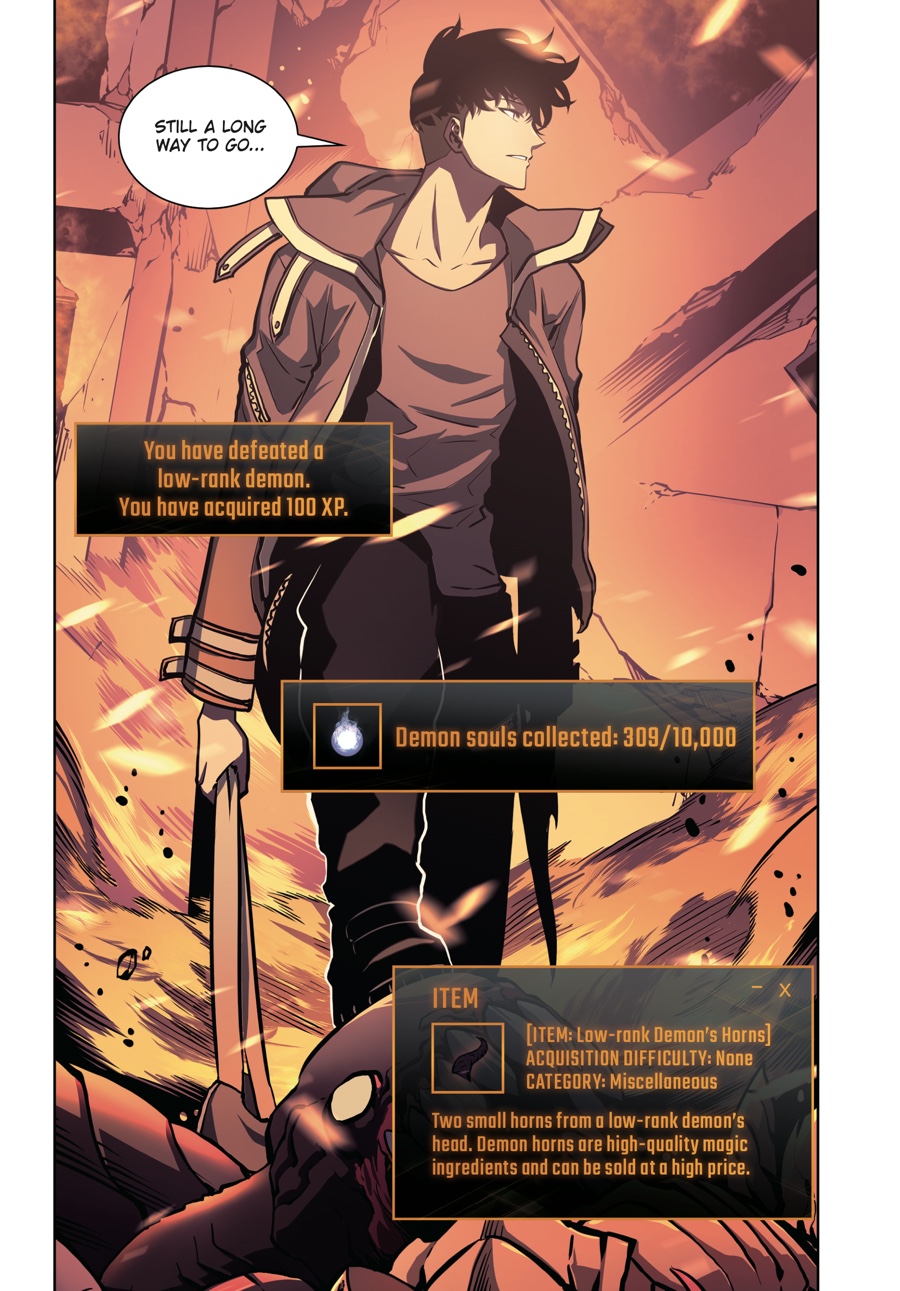 STILL A LONG
WAY TO GO...
You have defeated a
low-rank demon.
You have acquired 100 XP.
Demon souls collected: 309/10,000
ITEM
– X
[ITEM: Low-rank Demon's Horns]
ACQUISITION DIFFICULTY: None
CATEGORY: Miscellaneous
Two small horns from a low-rank demon's
head. Demon horns are high-quality magic
ingredients and can be sold at a high price.